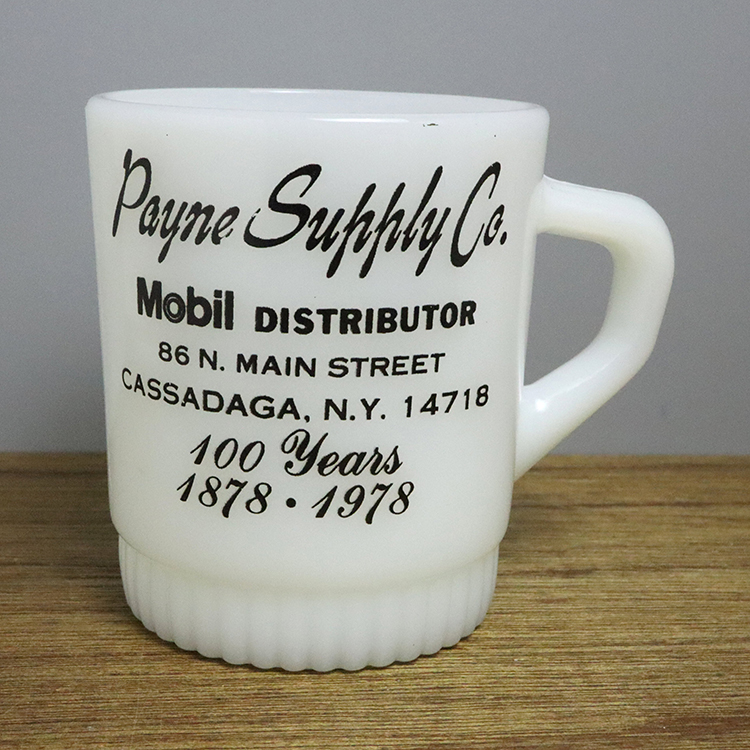 Payne Supply Co.
Mobil DISTRIBUTOR
86 N. MAIN STREET
CASSADAGA, N.Y. 14718
100 Years
1878 • 1978